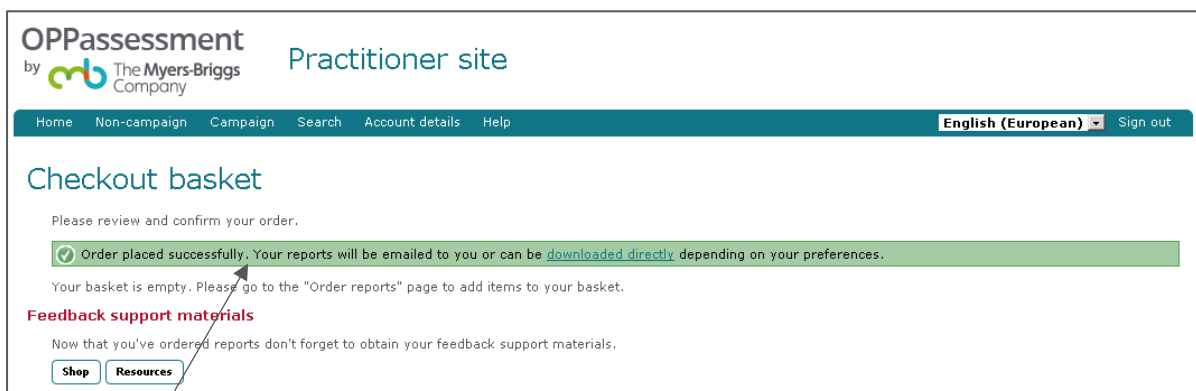 OPPassessment
by The Myers-Briggs
Company
Practitioner site
Home Non-campaign Campaign Search Account details Help English (European) Sign out
Checkout basket
Please review and confirm your order.
Order placed successfully. Your reports will be emailed to you or can be downloaded directly depending on your preferences.
Your basket is empty. Please go to the "Order reports" page to add items to your basket.
Feedback support materials
Now that you've ordered reports don't forget to obtain your feedback support materials.
Shop Resources